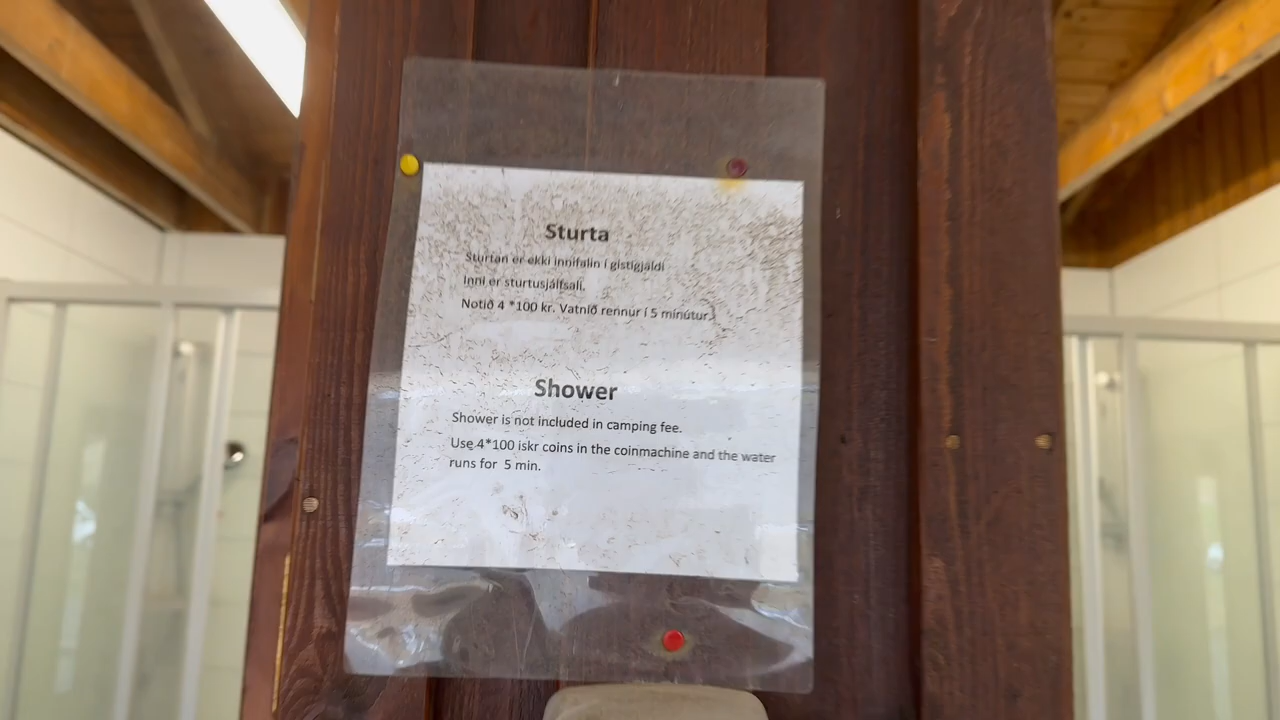 Sturta
Sturtan er ekki innifalin í gistigjaldi
Inni er sturtusjálfsali.
Notið 4 *100 kr. Vatnið rennur í 5 mínútur.
Shower
Shower is not included in camping fee.
Use 4*100 iskr coins in the coinmachine and the water
runs for 5 min.